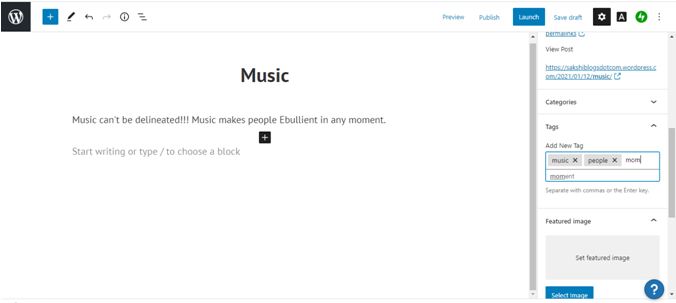 Preview Publish Launch Save draft
permalinks
View Post
https://sakshiblogsdotcom.wordpress.c
om/2021/01/12/music/
Music
Music can't be delineated!!! Music makes people Ebullient in any moment.
Start writing or type / to choose a block
Categories
Tags
Add New Tag
music people mom
moment
Separate with commas or the Enter key.
Featured image
Set featured image
Select Image